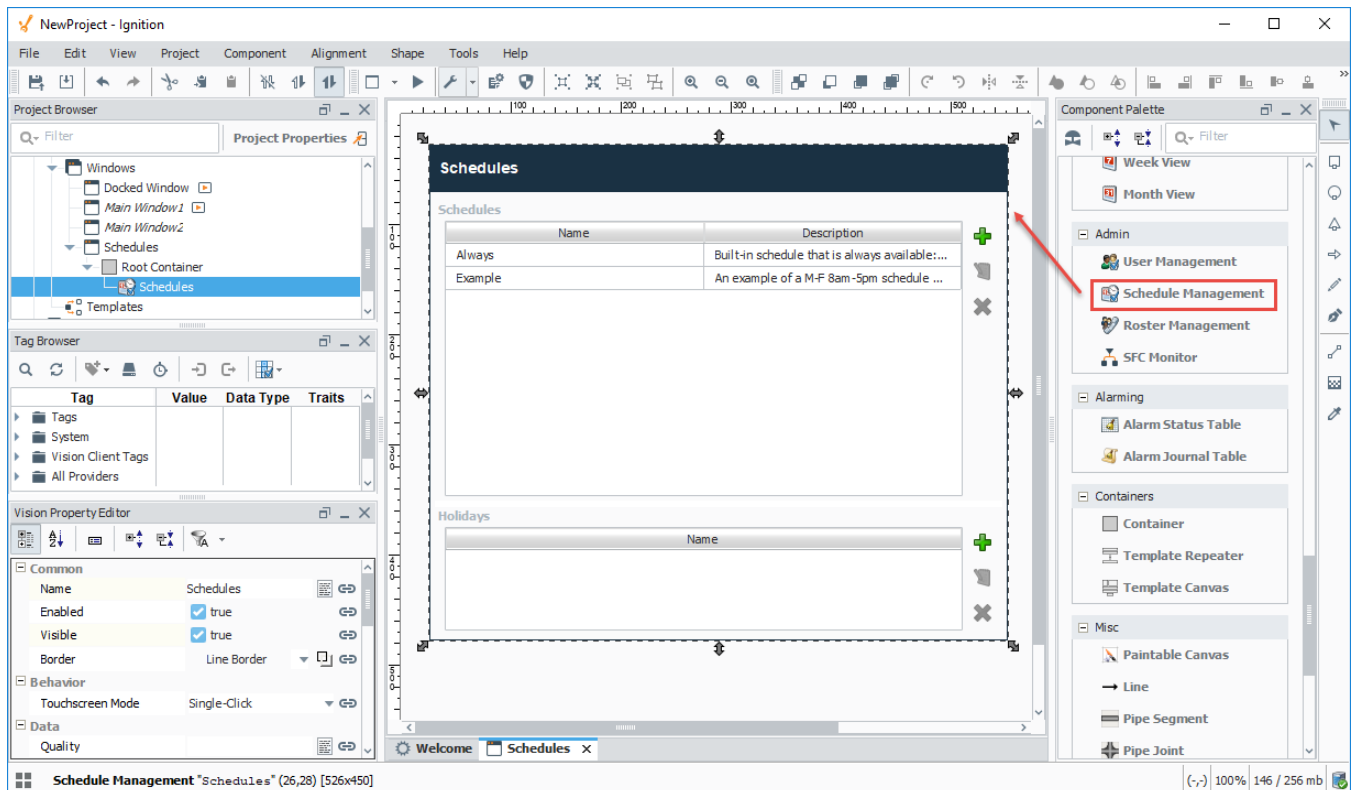 NewProject - Ignition
File Edit View Project Component Alignment Shape Tools Help
Project Browser
Filter
Project Properties
Windows
Docked Window
Main Window1
Main Window2
Schedules
Root Container
Schedules
Templates
Tag Browser
Tag Value Data Type Traits
Tags
System
Vision Client Tags
All Providers
Vision Property Editor
Common
Name Schedules
Enabled true
Visible true
Border Line Border
Behavior
Touchscreen Mode Single-Click
Data
Quality
100 200 300 400 500
100
200
300
400
500
Schedules
Schedules
Name Description
Always Built-in schedule that is always available:...
Example An example of a M-F 8am-5pm schedule ...
Holidays
Name
Welcome Schedules
Component Palette
Filter
Week View
Month View
Admin
User Management
Schedule Management
Roster Management
SFC Monitor
Alarming
Alarm Status Table
Alarm Journal Table
Containers
Container
Template Repeater
Template Canvas
Misc
Paintable Canvas
Line
Pipe Segment
Pipe Joint
Schedule Management "Schedules" (26,28) [526x450]
(-,-) 100% 146 / 256 mb